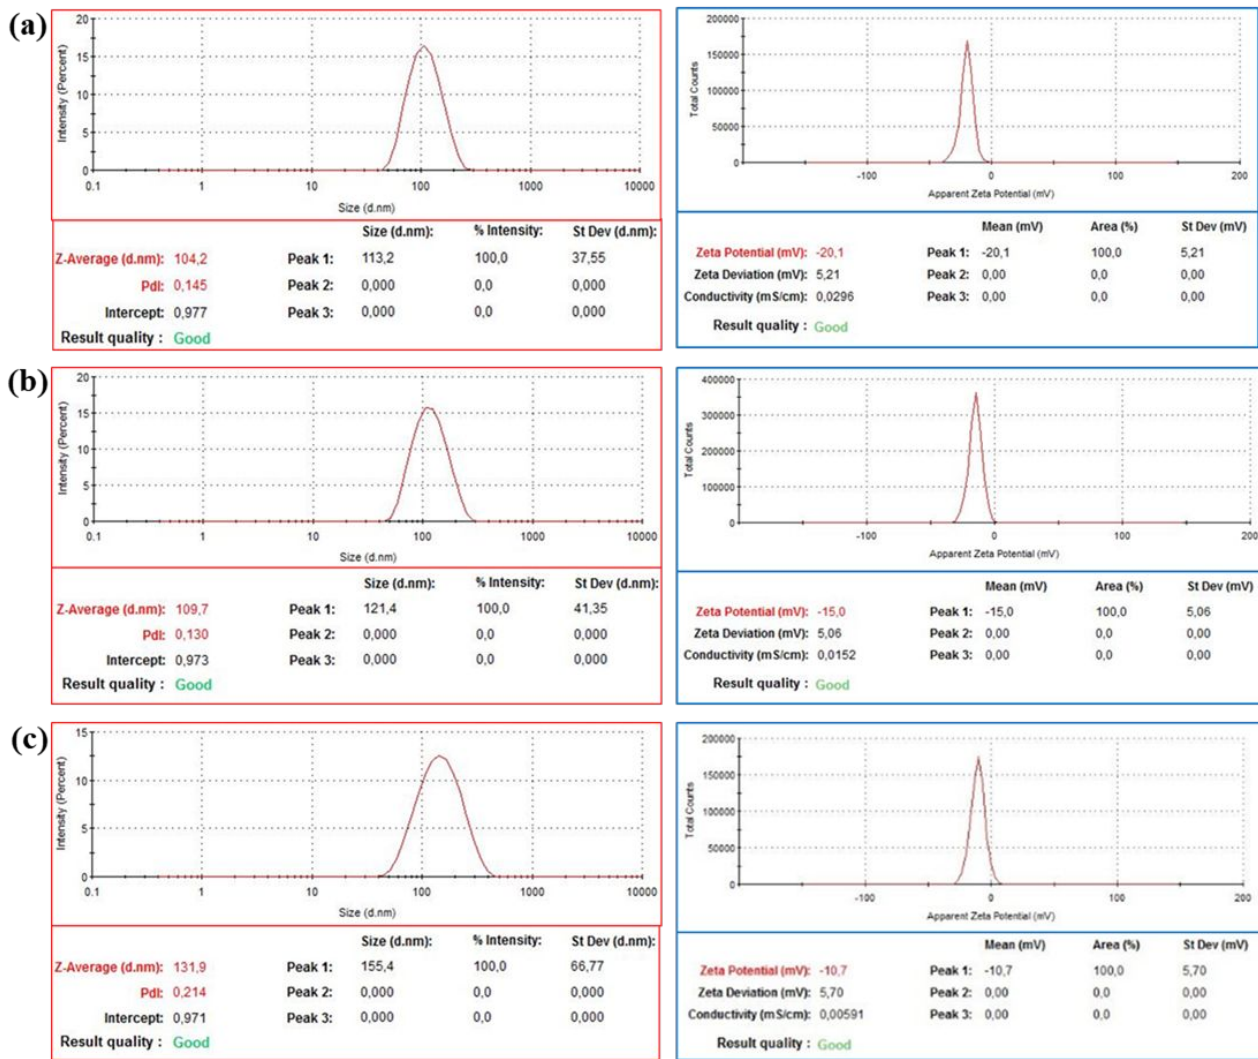 (a)
20
15
10
5
0
Intensity (Percent)
0.1 1 10 100 1000 10000
Size (d.nm)
Size (d.nm): % Intensity: St Dev (d.nm):
Z-Average (d.nm): 104,2 Peak 1: 113,2 100,0 37,55
PdI: 0,145 Peak 2: 0,000 0,0 0,000
Intercept: 0,977 Peak 3: 0,000 0,0 0,000
Result quality : Good
200000
150000
100000
50000
0
Total Counts
-100 0 100 200
Apparent Zeta Potential (mV)
Mean (mV) Area (%) St Dev (mV)
Zeta Potential (mV): -20,1 Peak 1: -20,1 100,0 5,21
Zeta Deviation (mV): 5,21 Peak 2: 0,00 0,0 0,00
Conductivity (mS/cm): 0,0296 Peak 3: 0,00 0,0 0,00
Result quality : Good
(b)
20
15
10
5
0
Intensity (Percent)
0.1 1 10 100 1000 10000
Size (d.nm)
Size (d.nm): % Intensity: St Dev (d.nm):
Z-Average (d.nm): 109,7 Peak 1: 121,4 100,0 41,35
PdI: 0,130 Peak 2: 0,000 0,0 0,000
Intercept: 0,973 Peak 3: 0,000 0,0 0,000
Result quality : Good
400000
300000
200000
100000
0
Total Counts
-100 0 100 200
Apparent Zeta Potential (mV)
Mean (mV) Area (%) St Dev (mV)
Zeta Potential (mV): -15,0 Peak 1: -15,0 100,0 5,06
Zeta Deviation (mV): 5,06 Peak 2: 0,00 0,0 0,00
Conductivity (mS/cm): 0,0152 Peak 3: 0,00 0,0 0,00
Result quality : Good
(c)
15
10
5
0
Intensity (Percent)
0.1 1 10 100 1000 10000
Size (d.nm)
Size (d.nm): % Intensity: St Dev (d.nm):
Z-Average (d.nm): 131,9 Peak 1: 155,4 100,0 66,77
PdI: 0,214 Peak 2: 0,000 0,0 0,000
Intercept: 0,971 Peak 3: 0,000 0,0 0,000
Result quality : Good
200000
150000
100000
50000
0
Total Counts
-100 0 100 200
Apparent Zeta Potential (mV)
Mean (mV) Area (%) St Dev (mV)
Zeta Potential (mV): -10,7 Peak 1: -10,7 100,0 5,70
Zeta Deviation (mV): 5,70 Peak 2: 0,00 0,0 0,00
Conductivity (mS/cm): 0,00591 Peak 3: 0,00 0,0 0,00
Result quality : Good